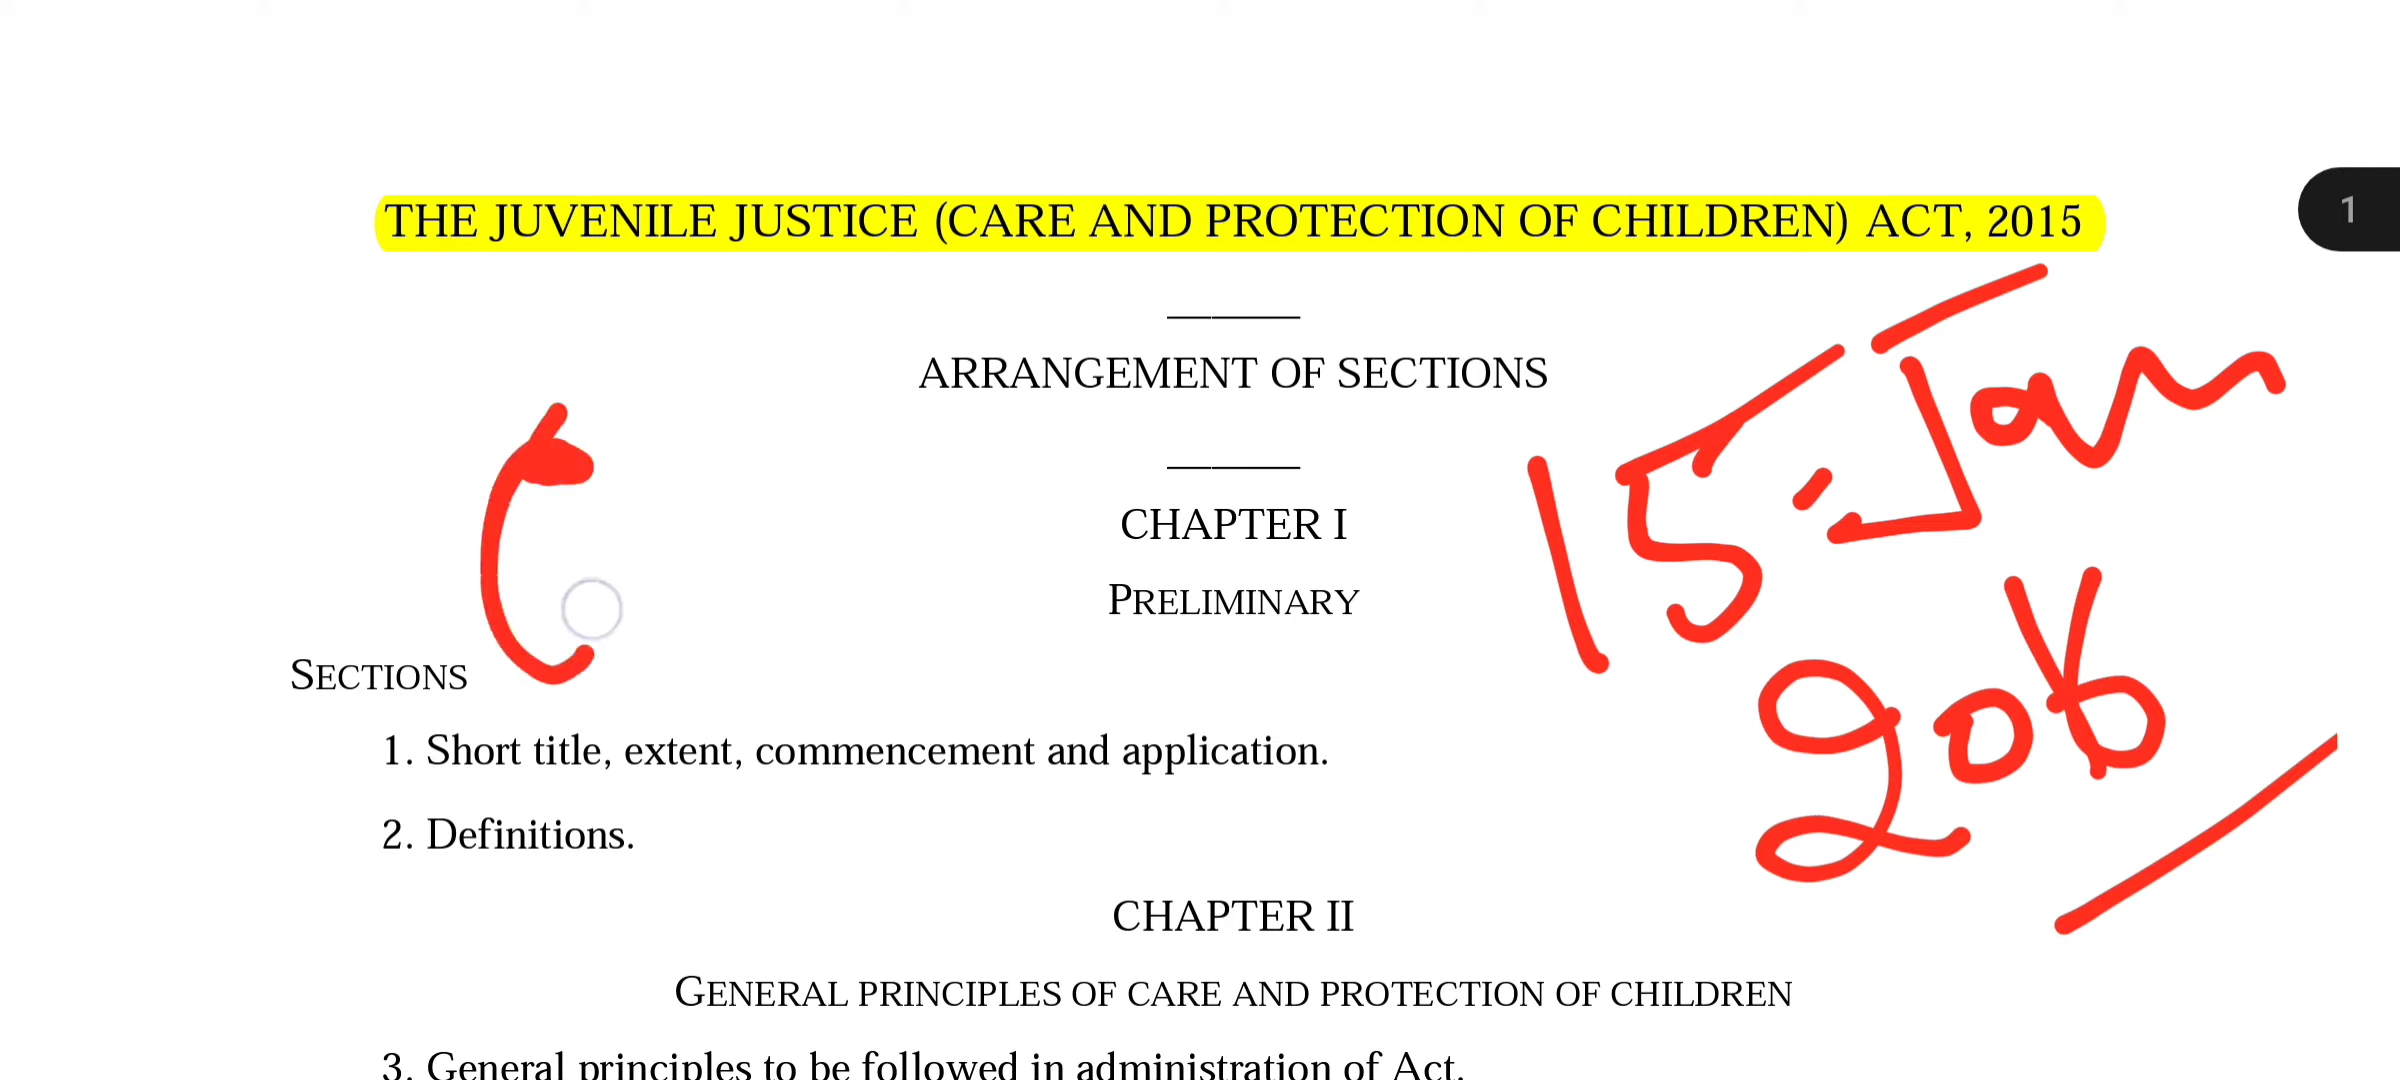 THE JUVENILE JUSTICE (CARE AND PROTECTION OF CHILDREN) ACT, 2015
1
ARRANGEMENT OF SECTIONS
15-Jan
2016
CHAPTER I
PRELIMINARY
SECTIONS
1. Short title, extent, commencement and application.
2. Definitions.
CHAPTER II
GENERAL PRINCIPLES OF CARE AND PROTECTION OF CHILDREN
3. General principles to be followed in administration of Act.